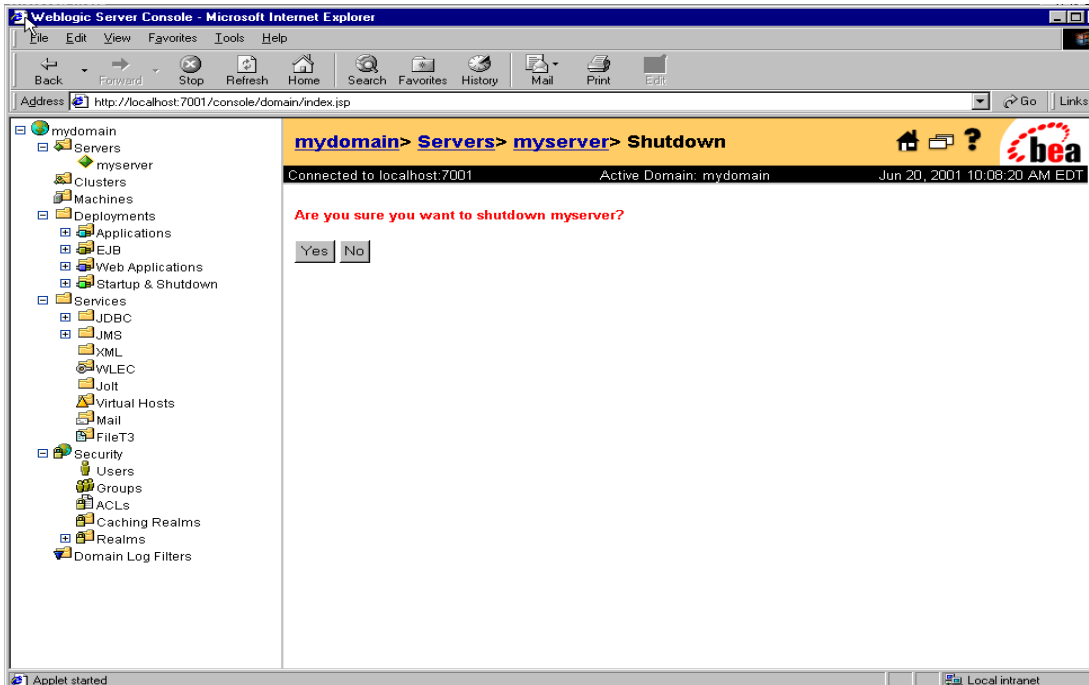 Weblogic Server Console - Microsoft Internet Explorer
File Edit View Favorites Tools Help
Back Forward Stop Refresh Home Search Favorites History Mail Print Edit
Address http://localhost:7001/console/domain/index.jsp Go Links
mydomain
Servers
myserver
Clusters
Machines
Deployments
Applications
EJB
Web Applications
Startup & Shutdown
Services
JDBC
JMS
XML
WLEC
Jolt
Virtual Hosts
Mail
FileT3
Security
Users
Groups
ACLs
Caching Realms
Realms
Domain Log Filters
mydomain> Servers> myserver> Shutdown
? bea
Connected to localhost:7001 Active Domain: mydomain Jun 20, 2001 10:08:20 AM EDT
Are you sure you want to shutdown myserver?
Yes No
Applet started Local intranet